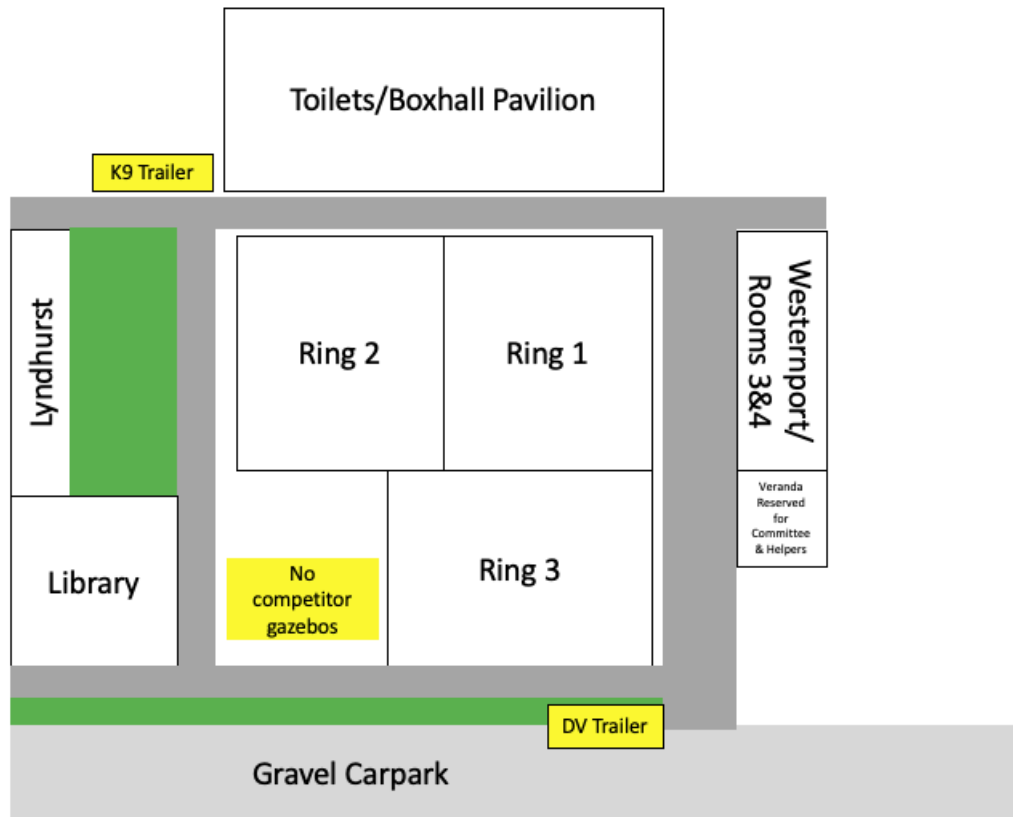 Toilets/Boxhall Pavilion
K9 Trailer
Lyndhurst
Ring 2
Ring 1
Westernport/
Rooms 3&4
Veranda
Reserved
for
Committee
& Helpers
Library
No
competitor
gazebos
Ring 3
DV Trailer
Gravel Carpark